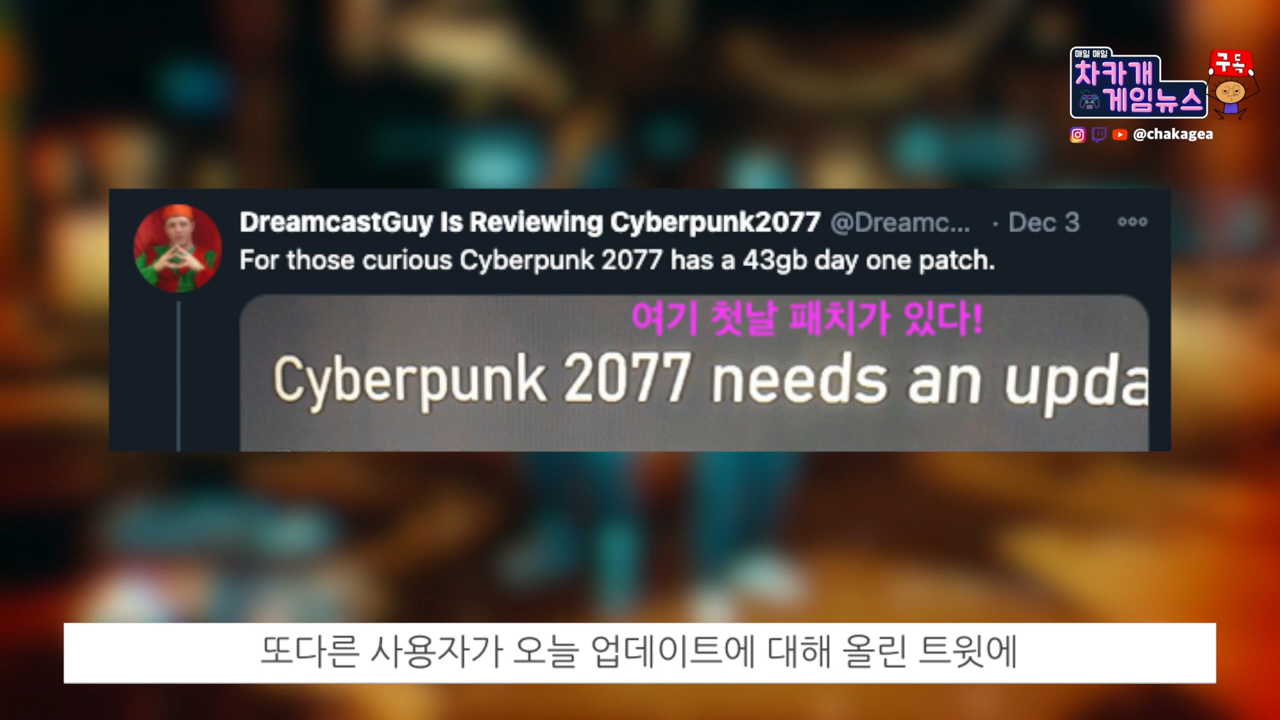 매일 매일
차카개
게임뉴스
구독
@chakagea
DreamcastGuy Is Reviewing Cyberpunk2077 @Dreamc... · Dec 3
For those curious Cyberpunk 2077 has a 43gb day one patch.
여기 첫날 패치가 있다!
Cyberpunk 2077 needs an upda
또다른 사용자가 오늘 업데이트에 대해 올린 트윗에